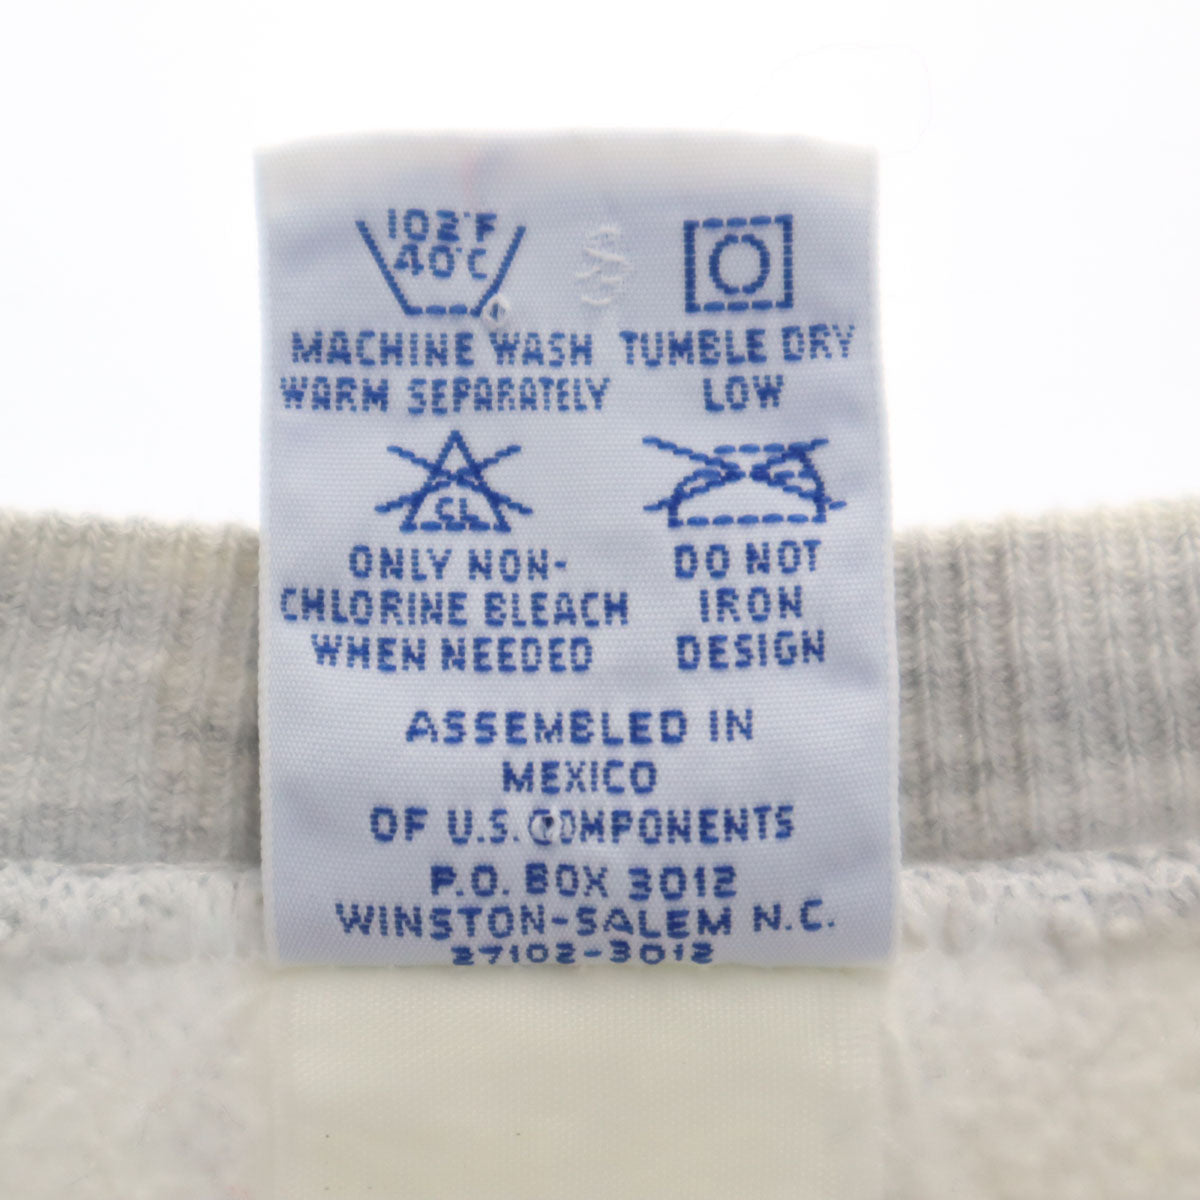 102°F
40°C
MACHINE WASH
WARM SEPARATELY
TUMBLE DRY
LOW
CL
ONLY NON-
CHLORINE BLEACH
WHEN NEEDED
DO NOT
IRON
DESIGN
ASSEMBLED IN
MEXICO
OF U.S. COMPONENTS
P.O. BOX 3012
WINSTON-SALEM N.C.
27102-3012